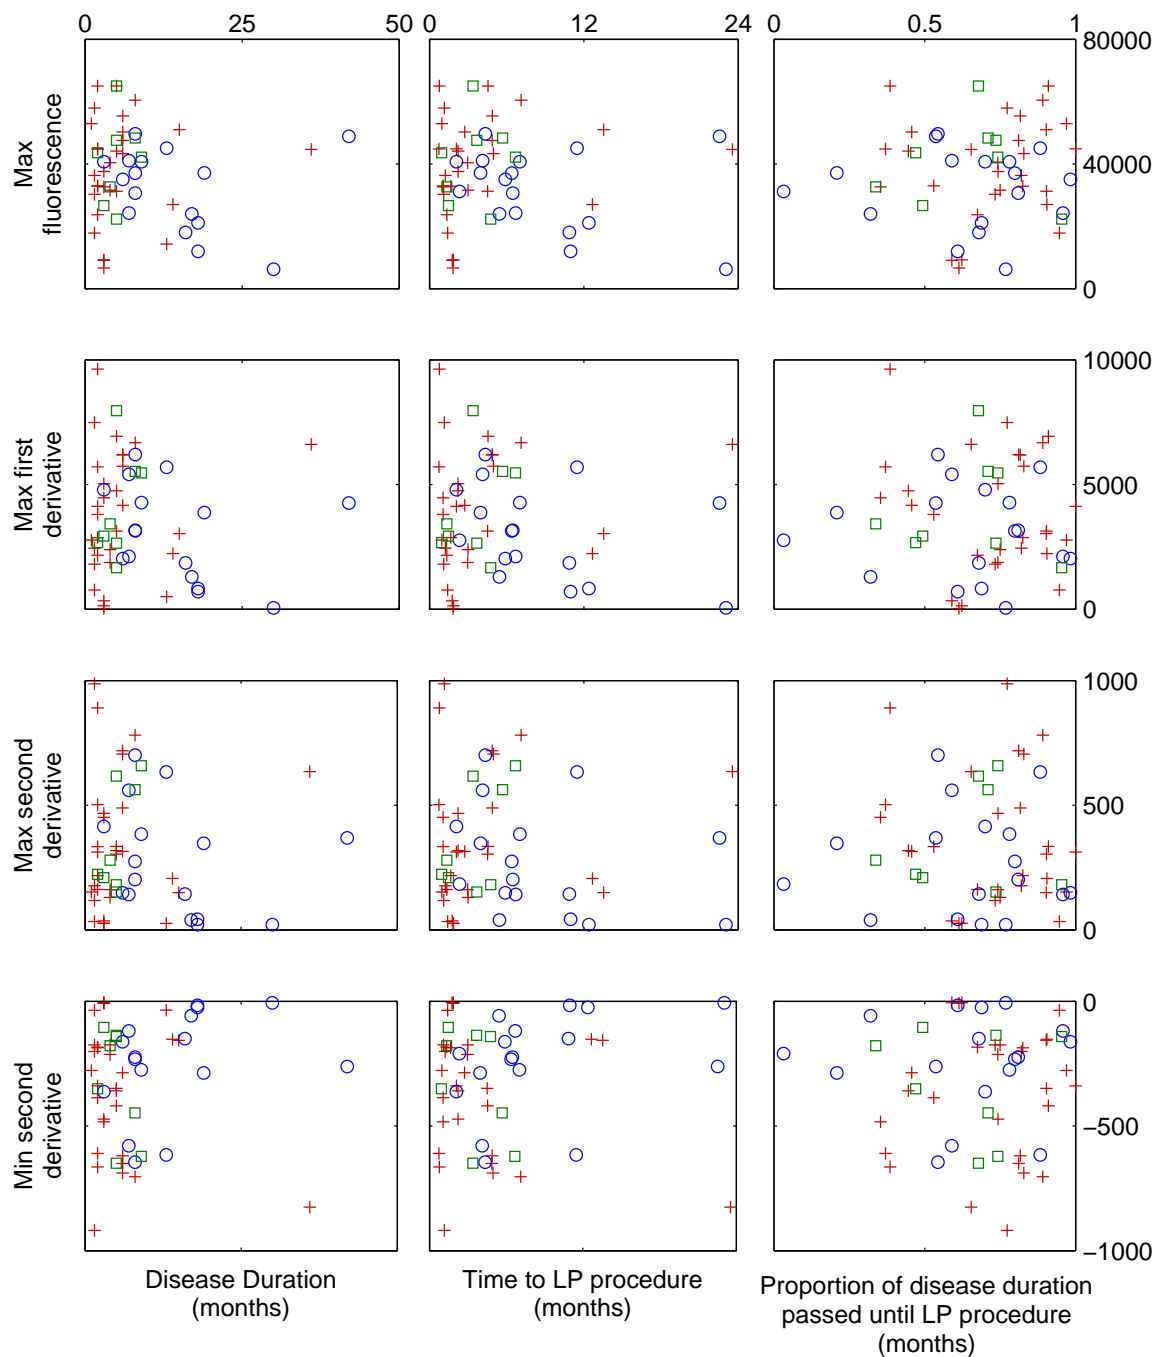 0 25 50 0 12 24 0 0.5 1
80000
40000
0
Max
fluorescence
10000
5000
0
Max first
derivative
1000
500
0
Max second
derivative
0
−500
−1000
Min second
derivative
Disease Duration
(months)
Time to LP procedure
(months)
Proportion of disease duration
passed until LP procedure
(months)